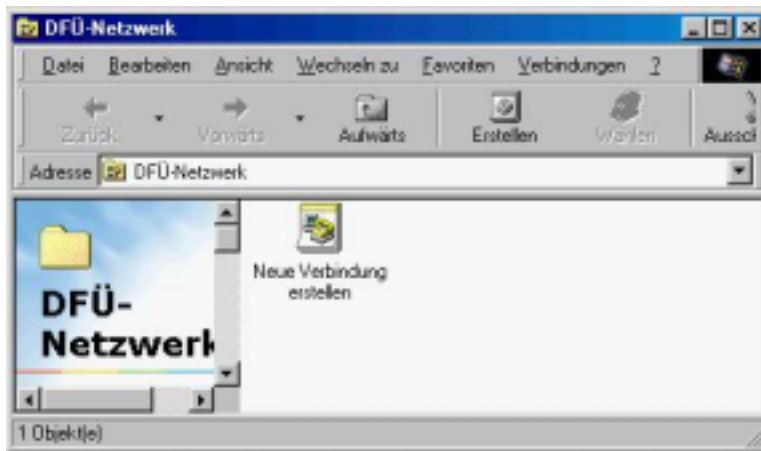 DFÜ-Netzwerk
Datei Bearbeiten Ansicht Wechseln zu Favoriten Verbindungen ?
Zurück Vorwärts Aufwärts Erstellen Wählen Aussch
Adresse DFÜ-Netzwerk
Neue Verbindung
erstellen
DFÜ-
Netzwerk
1 Objekt(e)